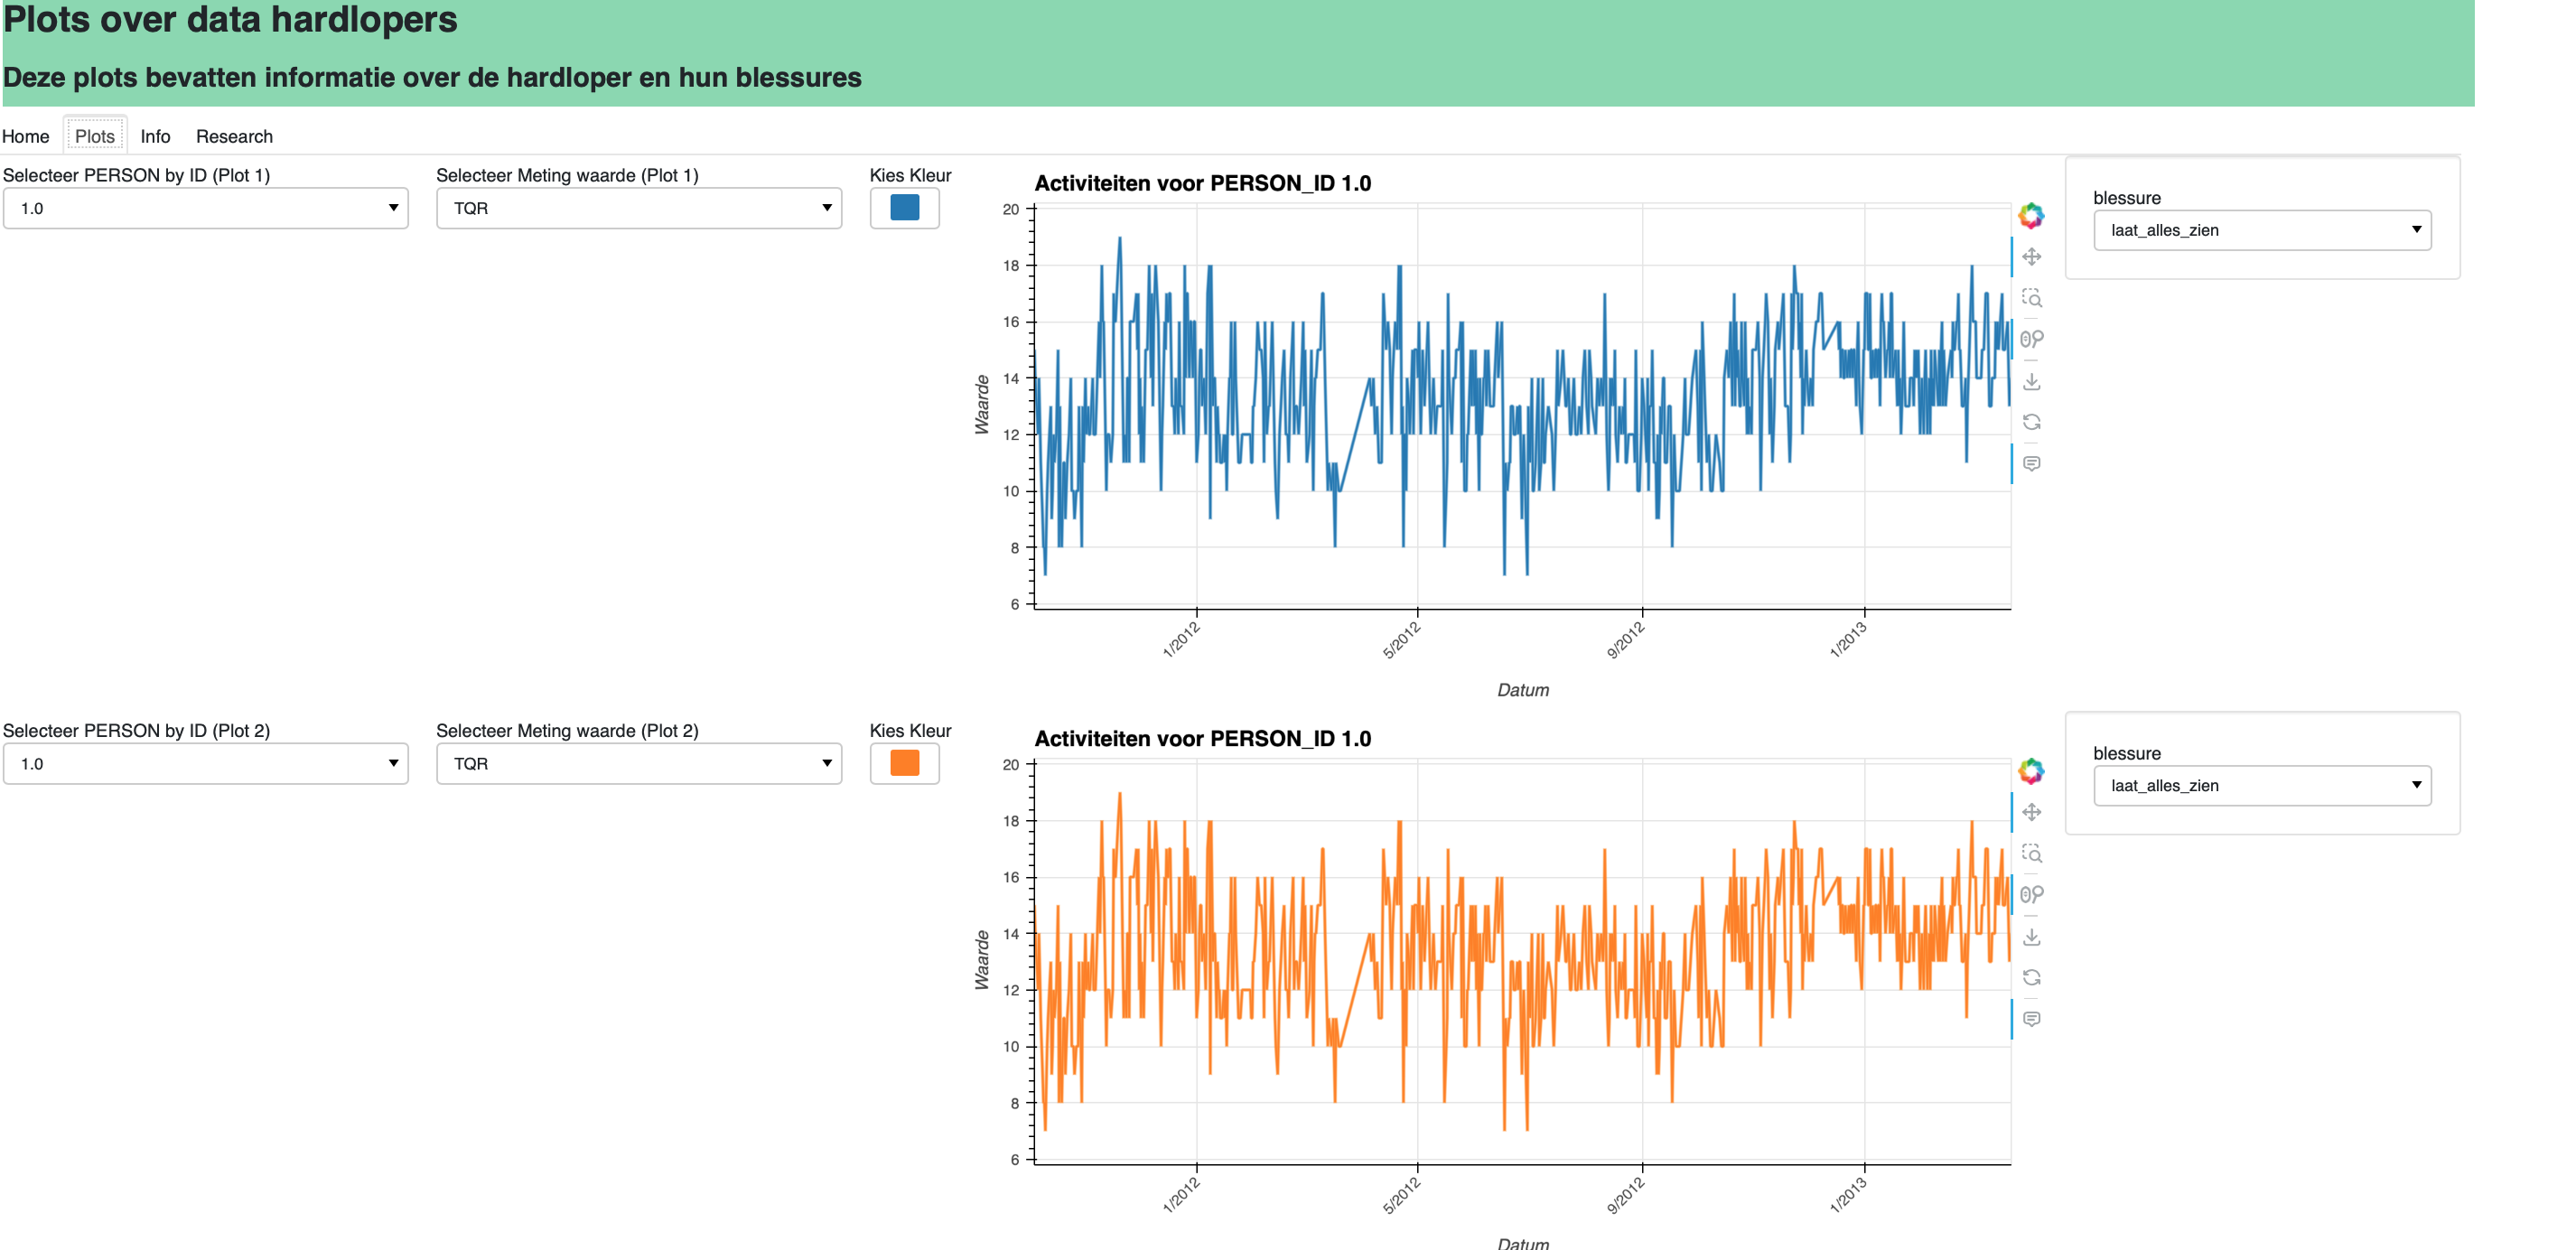 Plots over data hardlopers
Deze plots bevatten informatie over de hardloper en hun blessures
Home Plots Info Research
Selecteer PERSON by ID (Plot 1)
1.0
Selecteer Meting waarde (Plot 1)
TQR
Kies Kleur
Activiteiten voor PERSON_ID 1.0
20
18
16
14
12
10
8
6
Waarde
1/2012 5/2012 9/2012 1/2013
Datum
blessure
laat_alles_zien
Selecteer PERSON by ID (Plot 2)
1.0
Selecteer Meting waarde (Plot 2)
TQR
Kies Kleur
Activiteiten voor PERSON_ID 1.0
20
18
16
14
12
10
8
6
Waarde
1/2012 5/2012 9/2012 1/2013
Datum
blessure
laat_alles_zien